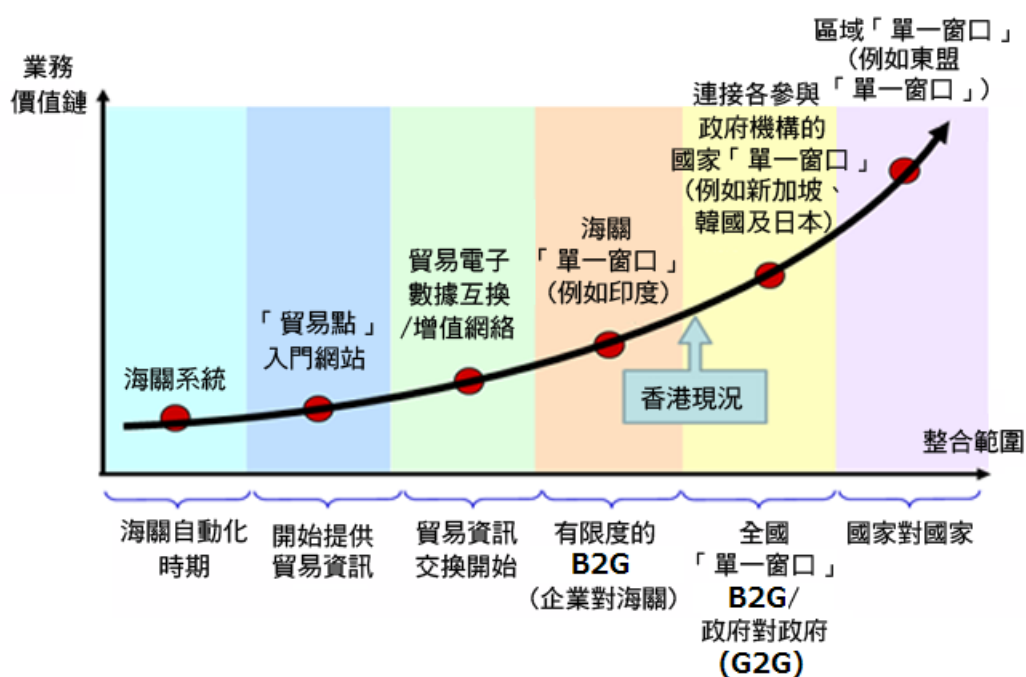 業務
價值鏈
區域「單一窗口」
（例如東盟
「單一窗口」）
連接各參與
政府機構的
國家「單一窗口」
（例如新加坡、
韓國及日本）
海關
「單一窗口」
（例如印度）
貿易電子
數據互換
/增值網絡
「貿易點」
入門網站
海關系統
香港現況
整合範圍
海關自動化
時期
開始提供
貿易資訊
貿易資訊
交換開始
有限度的
B2G
（企業對海關）
全國
「單一窗口」
B2G/
政府對政府
(G2G)
國家對國家